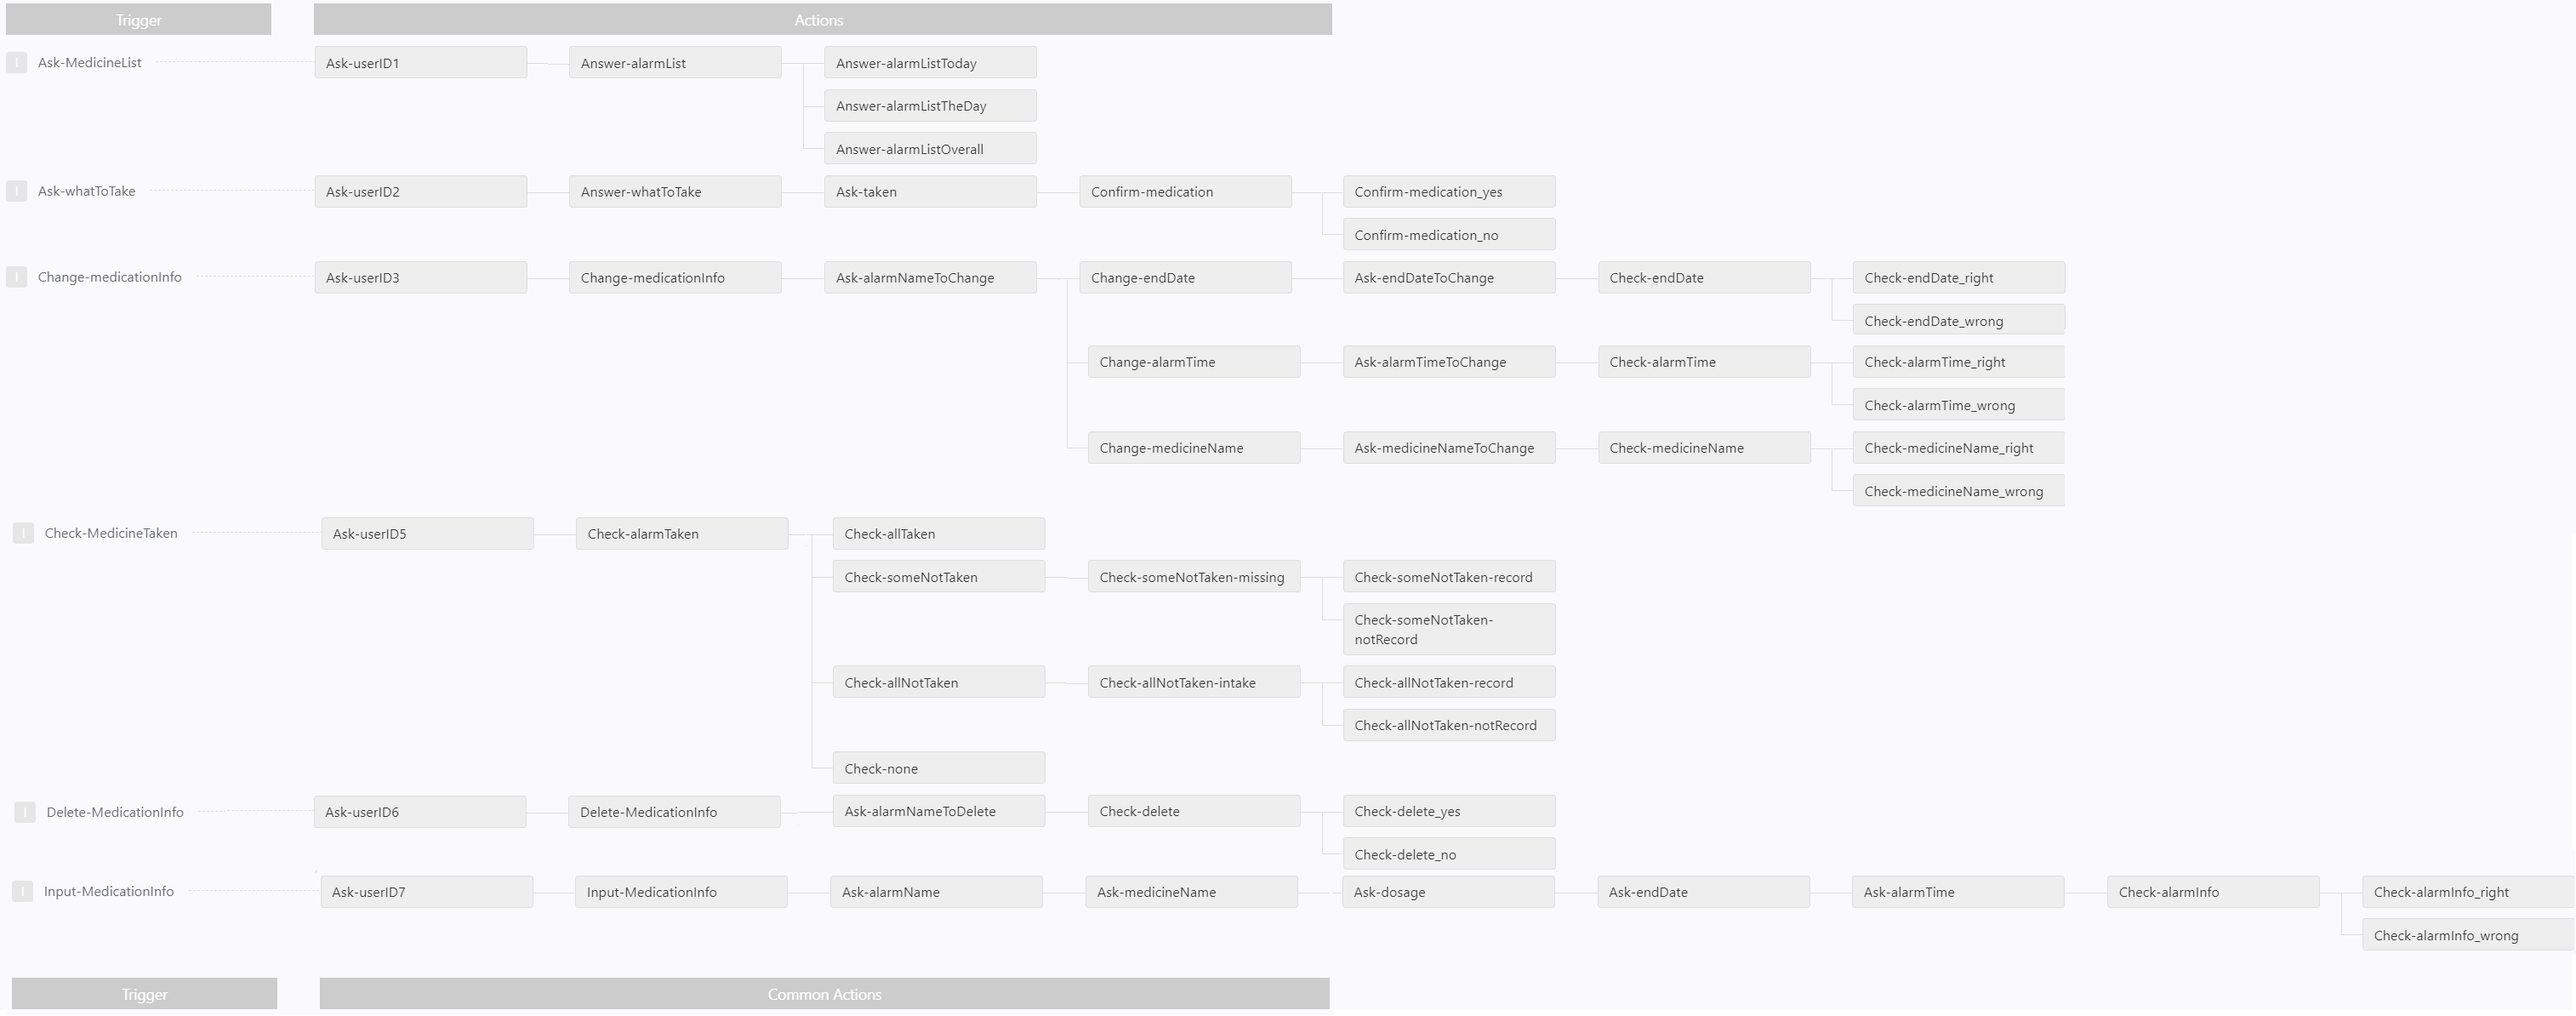 Trigger Actions
I Ask-MedicineList Ask-userID1 Answer-alarmList Answer-alarmListToday
Answer-alarmListTheDay
Answer-alarmListOverall
I Ask-whatToTake Ask-userID2 Answer-whatToTake Ask-taken Confirm-medication Confirm-medication_yes
Confirm-medication_no
I Change-medicationInfo Ask-userID3 Change-medicationInfo Ask-alarmNameToChange Change-endDate Ask-endDateToChange Check-endDate Check-endDate_right
Check-endDate_wrong
Change-alarmTime Ask-alarmTimeToChange Check-alarmTime Check-alarmTime_right
Check-alarmTime_wrong
Change-medicineName Ask-medicineNameToChange Check-medicineName Check-medicineName_right
Check-medicineName_wrong
I Check-MedicineTaken Ask-userID5 Check-alarmTaken Check-allTaken
Check-someNotTaken Check-someNotTaken-missing Check-someNotTaken-record
Check-someNotTaken-
notRecord
Check-allNotTaken Check-allNotTaken-intake Check-allNotTaken-record
Check-allNotTaken-notRecord
Check-none
I Delete-MedicationInfo Ask-userID6 Delete-MedicationInfo Ask-alarmNameToDelete Check-delete Check-delete_yes
Check-delete_no
I Input-MedicationInfo Ask-userID7 Input-MedicationInfo Ask-alarmName Ask-medicineName Ask-dosage Ask-endDate Ask-alarmTime Check-alarmInfo Check-alarmInfo_right
Check-alarmInfo_wrong
Trigger Common Actions